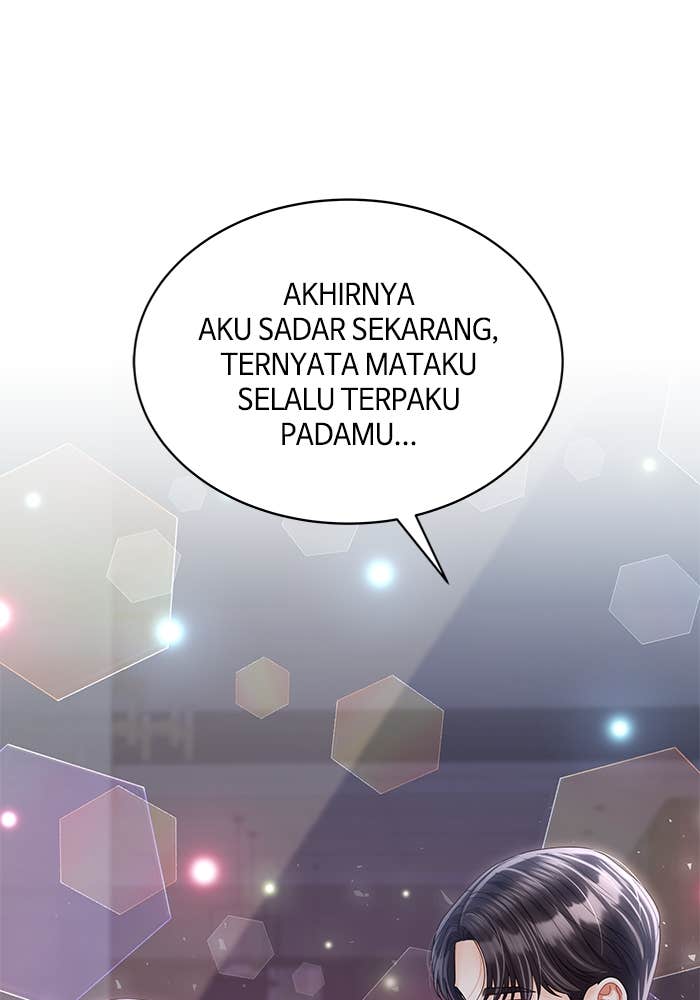 AKHIRNYA
AKU SADAR SEKARANG,
TERNYATA MATAKU
SELALU TERPAKU
PADAMU...